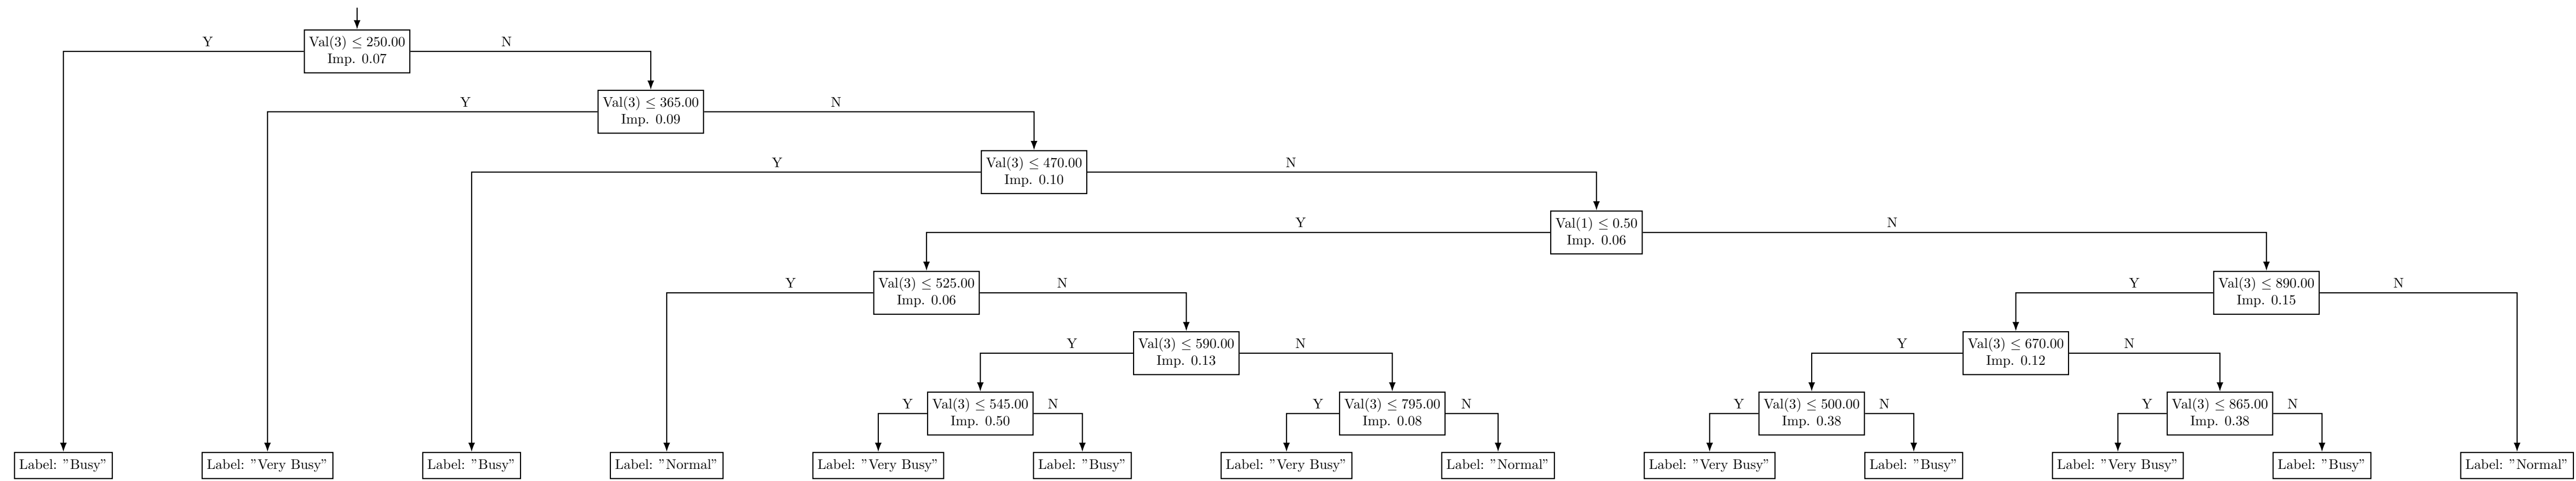 Val(3) ≤ 250.00
Imp. 0.07
Y
N
Val(3) ≤ 365.00
Imp. 0.09
Y
N
Val(3) ≤ 470.00
Imp. 0.10
Y
N
Val(1) ≤ 0.50
Imp. 0.06
Y
N
Val(3) ≤ 525.00
Imp. 0.06
Y
N
Val(3) ≤ 890.00
Imp. 0.15
Y
N
Val(3) ≤ 590.00
Imp. 0.13
Y
N
Val(3) ≤ 670.00
Imp. 0.12
Y
N
Val(3) ≤ 545.00
Imp. 0.50
Y
N
Val(3) ≤ 795.00
Imp. 0.08
Y
N
Val(3) ≤ 500.00
Imp. 0.38
Y
N
Val(3) ≤ 865.00
Imp. 0.38
Y
N
Label: ”Busy”
Label: ”Very Busy”
Label: ”Busy”
Label: ”Normal”
Label: ”Very Busy”
Label: ”Busy”
Label: ”Very Busy”
Label: ”Normal”
Label: ”Very Busy”
Label: ”Busy”
Label: ”Very Busy”
Label: ”Busy”
Label: ”Normal”